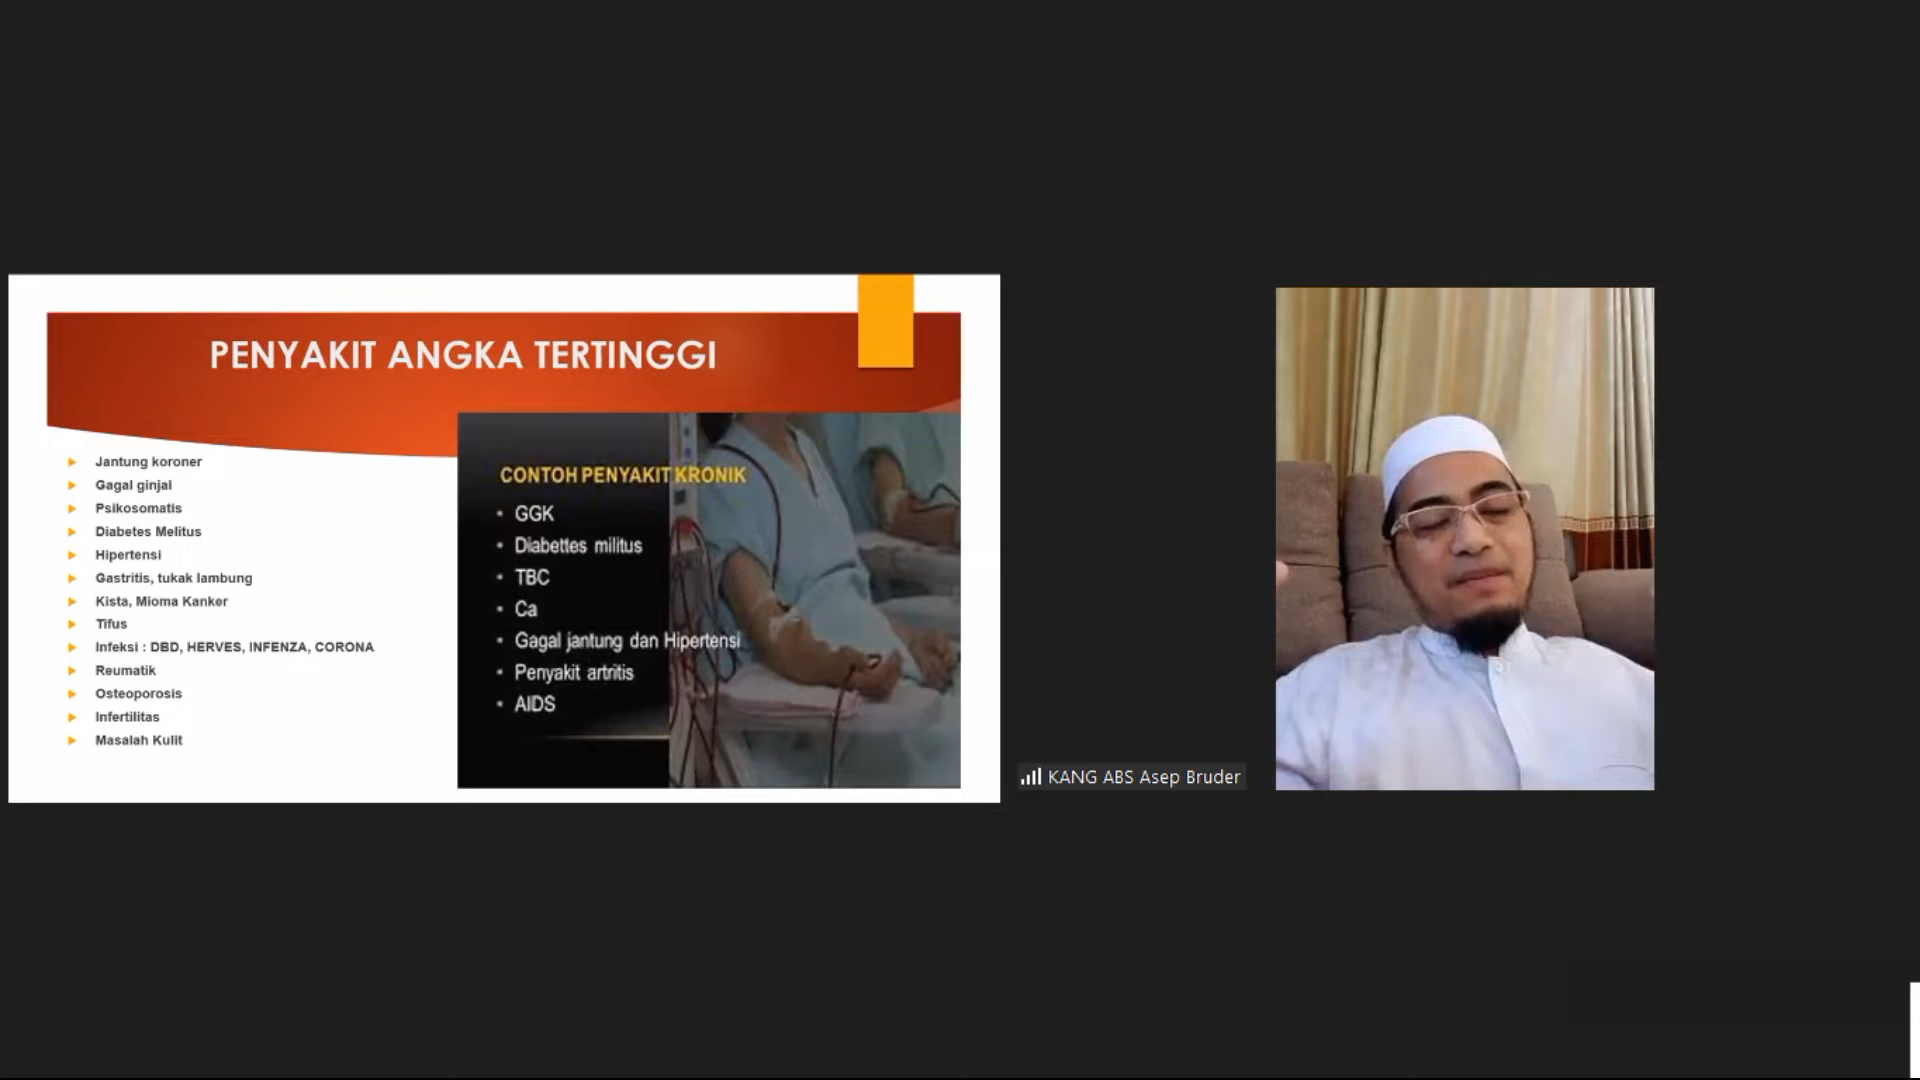 PENYAKIT ANGKA TERTINGGI
Jantung koroner
Gagal ginjal
Psikosomatis
Diabetes Melitus
Hipertensi
Gastritis, tukak lambung
Kista, Mioma Kanker
Tifus
Infeksi : DBD, HERVES, INFENZA, CORONA
Reumatik
Osteoporosis
Infertilitas
Masalah Kulit
CONTOH PENYAKIT KRONIK
GGK
Diabettes militus
TBC
Ca
Gagal jantung dan Hipertensi
Penyakit artritis
AIDS
KANG ABS Asep Bruder